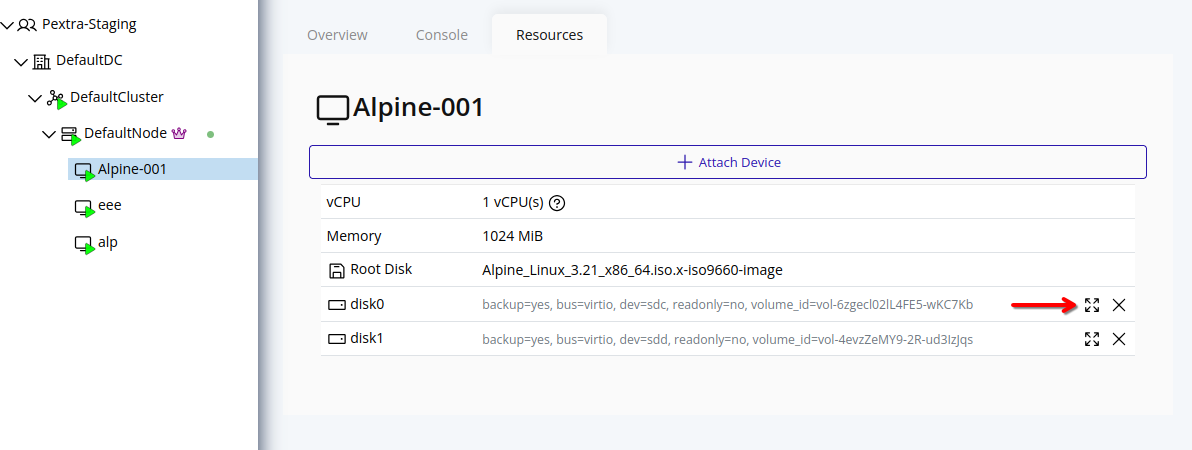 Pextra-Staging
DefaultDC
DefaultCluster
DefaultNode
Alpine-001
eee
alp
Overview Console Resources
Alpine-001
+ Attach Device
vCPU 1 vCPU(s) ?
Memory 1024 MiB
Root Disk Alpine_Linux_3.21_x86_64.iso.x-iso9660-image
disk0 backup=yes, bus=virtio, dev=sdc, readonly=no, volume_id=vol-6zgecl02lL4FE5-wKC7Kb
disk1 backup=yes, bus=virtio, dev=sdd, readonly=no, volume_id=vol-4evzZeMY9-2R-ud3IzJqs